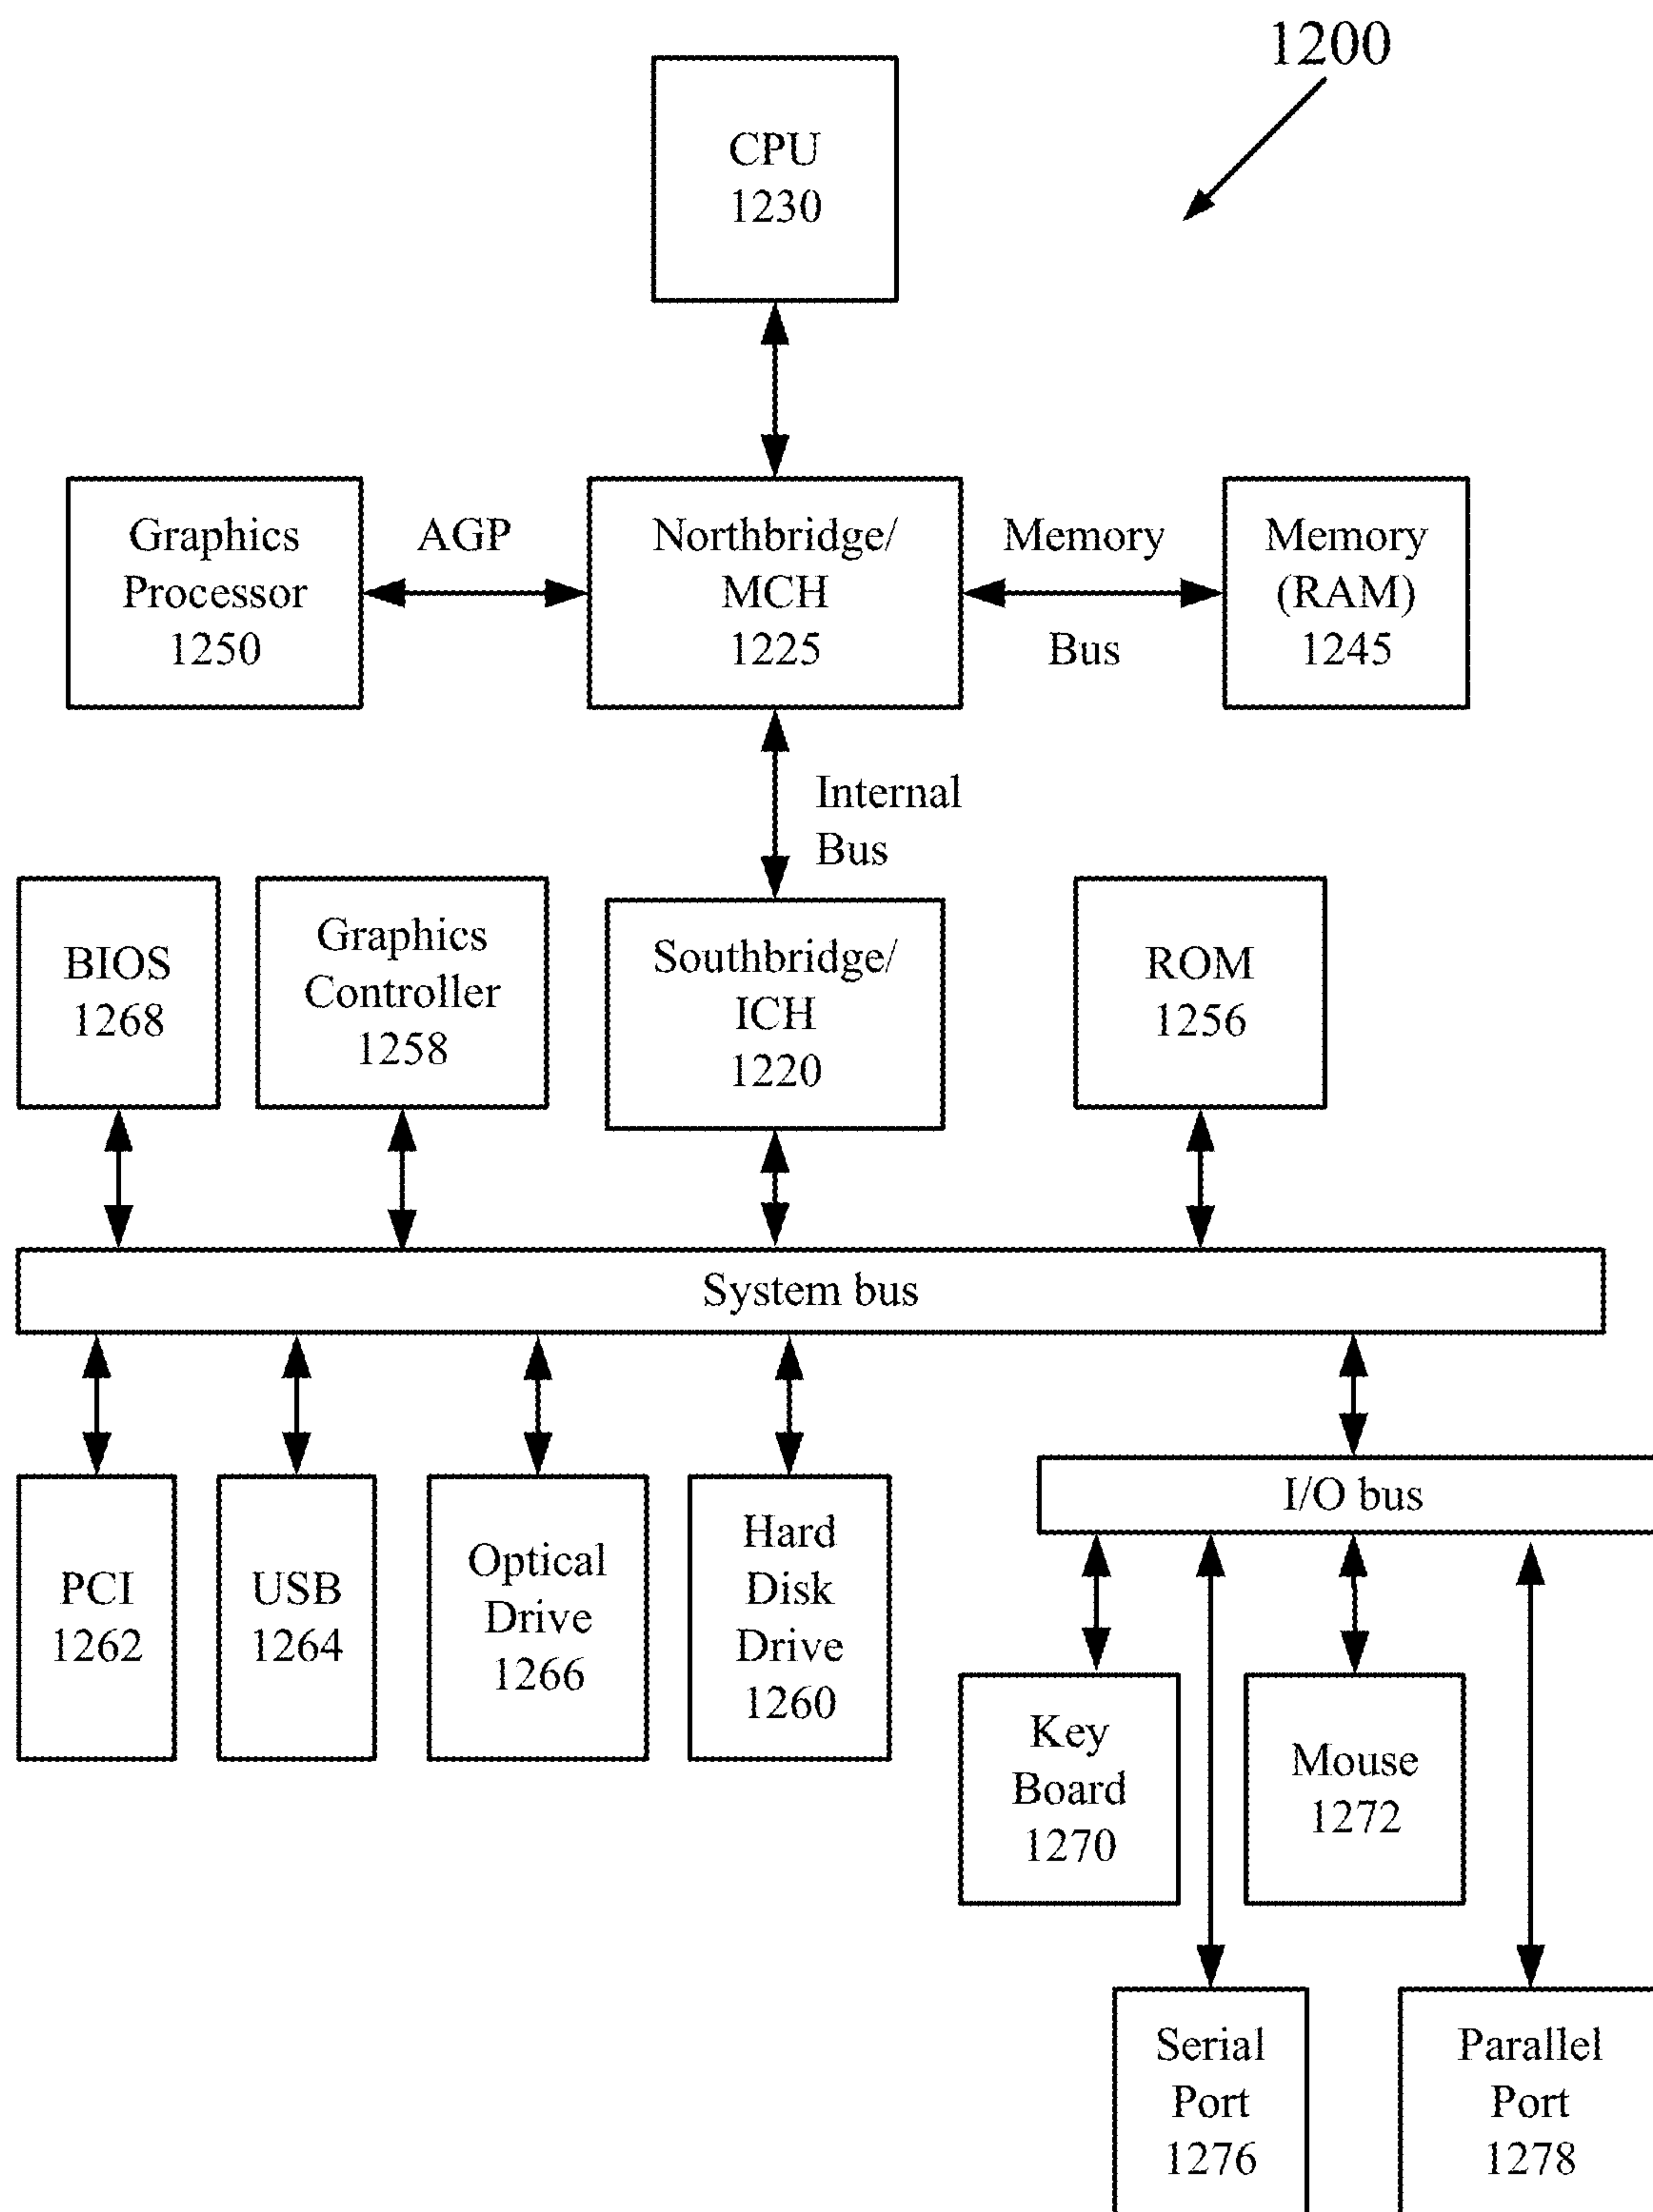 1200
CPU
1230
Graphics
Processor
1250
AGP
Northbridge/
MCH
1225
Memory
Bus
Memory
(RAM)
1245
Internal
Bus
BIOS
1268
Graphics
Controller
1258
Southbridge/
ICH
1220
ROM
1256
System bus
PCI
1262
USB
1264
Optical
Drive
1266
Hard
Disk
Drive
1260
I/O bus
Key
Board
1270
Mouse
1272
Serial
Port
1276
Parallel
Port
1278